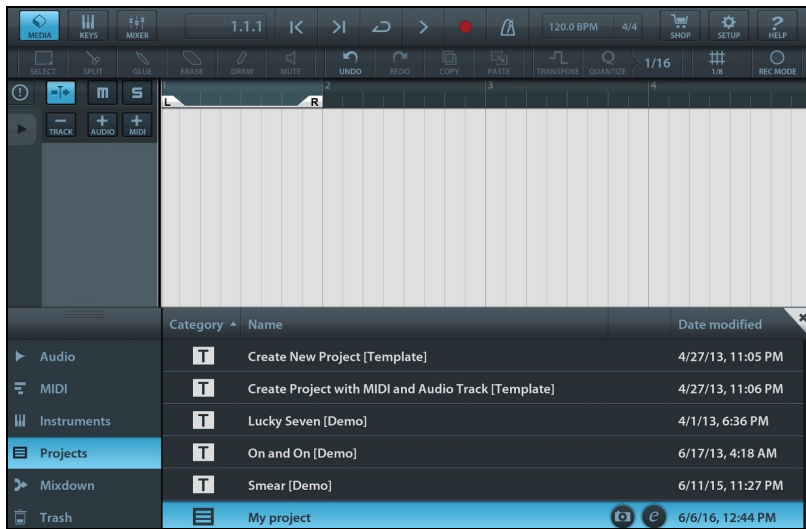 1.1.1 120.0 BPM 4/4
MEDIA KEYS MIXER SHOP SETUP HELP
SELECT SPLIT GLUE ERASE DRAW MUTE UNDO REDO COPY PASTE TRANSPOSE QUANTIZE 1/16 1/8 REC MODE
M S 1 2 3 4
L R
TRACK AUDIO MIDI
Category Name Date modified
Audio T Create New Project [Template] 4/27/13, 11:05 PM
MIDI T Create Project with MIDI and Audio Track [Template] 4/27/13, 11:06 PM
Instruments T Lucky Seven [Demo] 4/1/13, 6:36 PM
Projects T On and On [Demo] 6/17/13, 4:18 AM
Mixdown T Smear [Demo] 6/11/15, 11:27 PM
Trash My project e 6/6/16, 12:44 PM